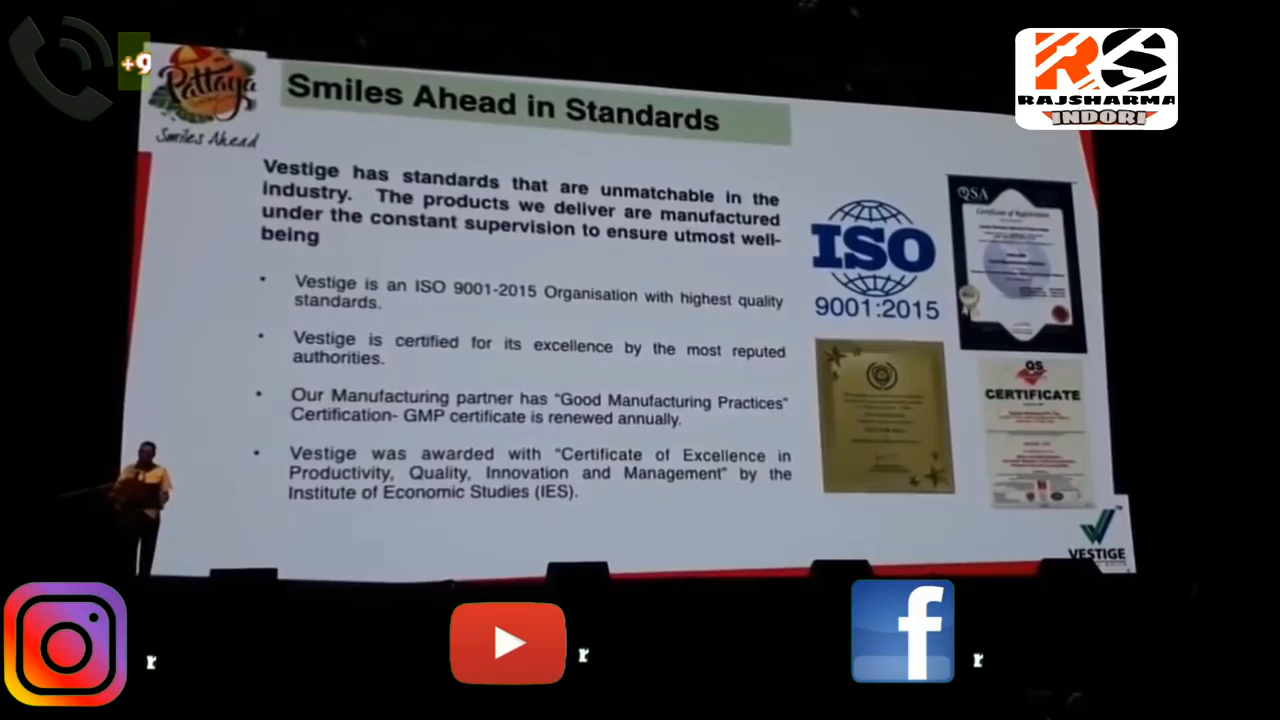 +9
Pattaya
Smiles Ahead
Smiles Ahead in Standards
RS
RAJSHARMA
INDORI
Vestige has standards that are unmatchable in the
industry. The products we deliver are manufactured
under the constant supervision to ensure utmost well-
being
• Vestige is an ISO 9001-2015 Organisation with highest quality
standards.
• Vestige is certified for its excellence by the most reputed
authorities.
• Our Manufacturing partner has “Good Manufacturing Practices”
Certification- GMP certificate is renewed annually.
• Vestige was awarded with “Certificate of Excellence in
Productivity, Quality, Innovation and Management” by the
Institute of Economic Studies (IES).
ISO
9001:2015
QSA
Certificate of Registration
QS
CERTIFICATE
VESTIGE
r
r
f
r